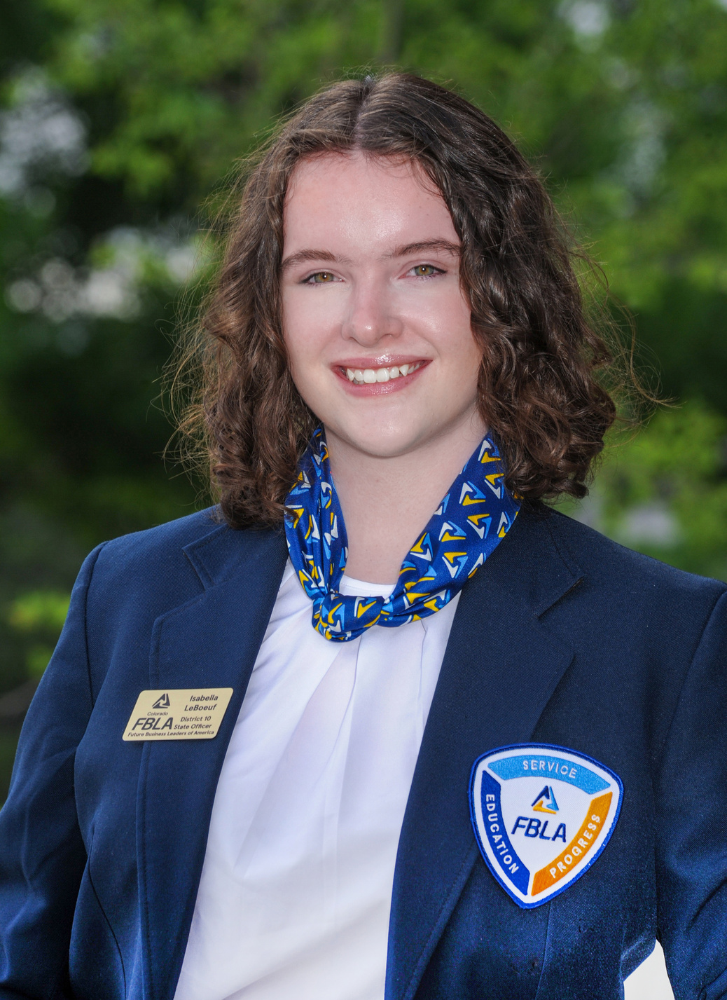 Isabella
LeBoeuf
Colorado
FBLA
District 10
State Officer
Future Business Leaders of America
SERVICE
EDUCATION
FBLA
PROGRESS